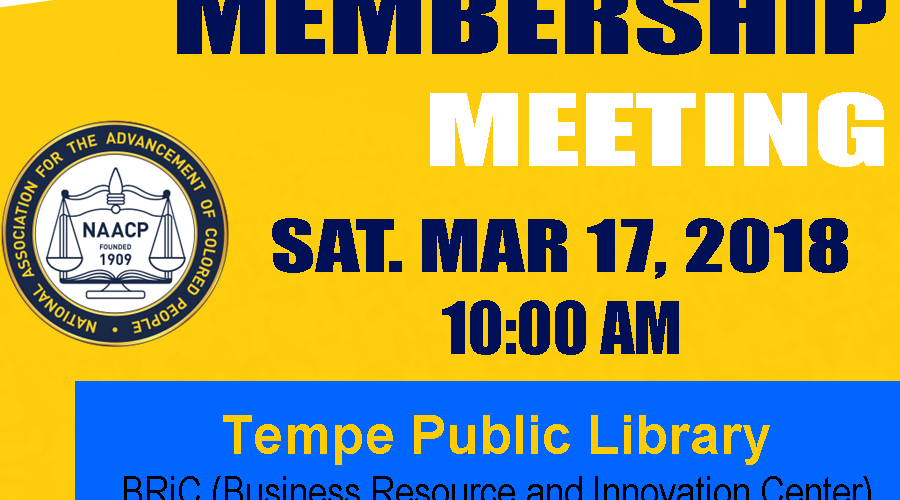 MEMBERSHIP
MEETING
NATIONAL ASSOCIATION FOR THE ADVANCEMENT OF COLORED PEOPLE •
NAACP
FOUNDED
1909
SAT. MAR 17, 2018
10:00 AM
Tempe Public Library
BRiC (Business Resource and Innovation Center)